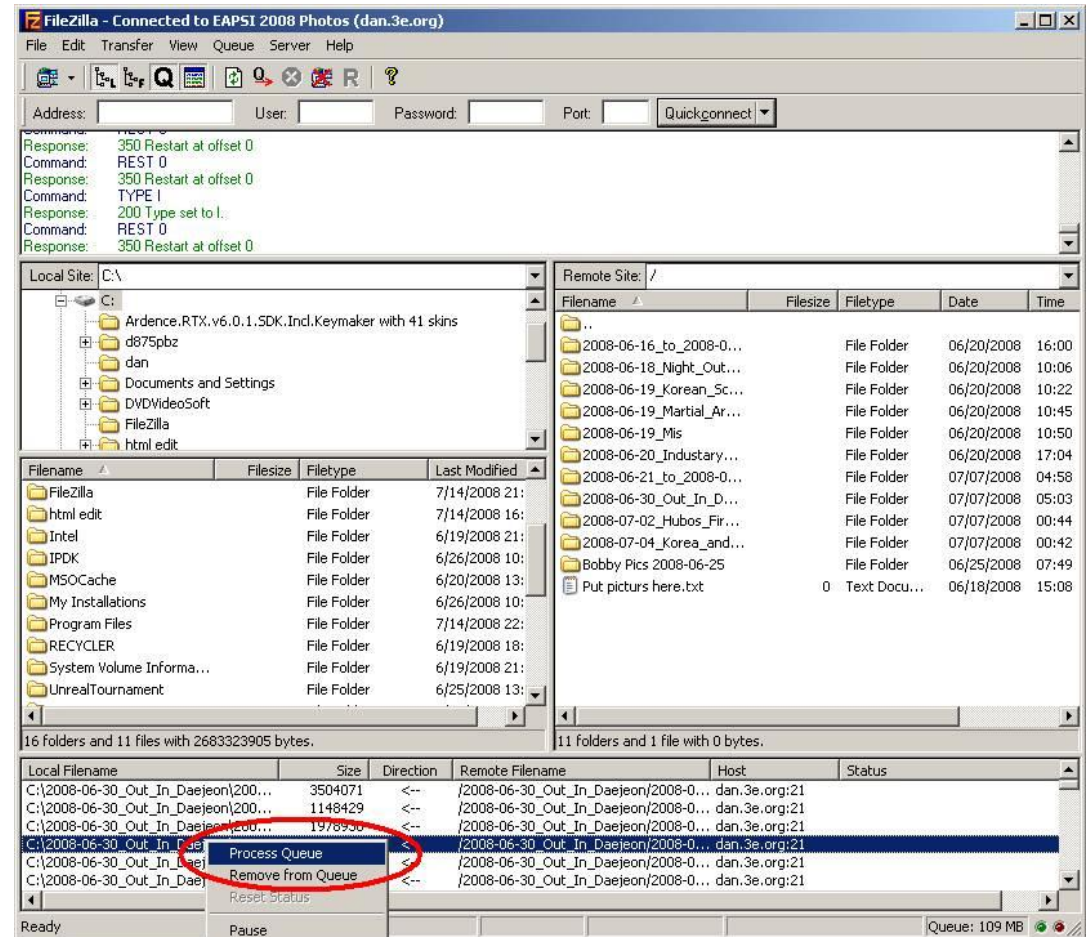 FileZilla - Connected to EAPSI 2008 Photos (dan.3e.org)
File Edit Transfer View Queue Server Help
Address: User: Password: Port: Quickconnect
Response: 350 Restart at offset 0
Command: REST 0
Response: 350 Restart at offset 0
Command: TYPE I
Response: 200 Type set to I.
Command: REST 0
Response: 350 Restart at offset 0
Local Site: C:\
C:
Ardence.RTX.v6.0.1.SDK.Incl.Keymaker with 41 skins
d875pbz
dan
Documents and Settings
DVDVideoSoft
FileZilla
html edit
Filename Filesize Filetype Last Modified
FileZilla File Folder 7/14/2008 21:
html edit File Folder 7/14/2008 16:
Intel File Folder 6/19/2008 21:
IPDK File Folder 6/26/2008 10:
MSOCache File Folder 6/20/2008 13:
My Installations File Folder 6/26/2008 10:
Program Files File Folder 7/14/2008 22:
RECYCLER File Folder 6/19/2008 18:
System Volume Informa... File Folder 6/19/2008 21:
UnrealTournament File Folder 6/25/2008 13:
16 folders and 11 files with 2683323905 bytes.
Remote Site: /
Filename Filesize Filetype Date Time
..
2008-06-16_to_2008-0... File Folder 06/20/2008 16:00
2008-06-18_Night_Out... File Folder 06/20/2008 10:06
2008-06-19_Korean_Sc... File Folder 06/20/2008 10:22
2008-06-19_Martial_Ar... File Folder 06/20/2008 10:45
2008-06-19_Mis File Folder 06/20/2008 10:50
2008-06-20_Industary... File Folder 06/20/2008 17:04
2008-06-21_to_2008-0... File Folder 07/07/2008 04:58
2008-06-30_Out_In_D... File Folder 07/07/2008 05:03
2008-07-02_Hubos_Fir... File Folder 07/07/2008 00:44
2008-07-04_Korea_and... File Folder 07/07/2008 00:42
Bobby Pics 2008-06-25 File Folder 06/25/2008 07:49
Put picturs here.txt 0 Text Docu... 06/18/2008 15:08
11 folders and 1 file with 0 bytes.
Local Filename Size Direction Remote Filename Host Status
C:\2008-06-30_Out_In_Daejeon\200... 3504071 <-- /2008-06-30_Out_In_Daejeon/2008-0... dan.3e.org:21
C:\2008-06-30_Out_In_Daejeon\200... 1148429 <-- /2008-06-30_Out_In_Daejeon/2008-0... dan.3e.org:21
C:\2008-06-30_Out_In_Daejeon\200... <-- /2008-06-30_Out_In_Daejeon/2008-0... dan.3e.org:21
C:\2008-06-30_Out_In_Daej <-- /2008-06-30_Out_In_Daejeon/2008-0... dan.3e.org:21
C:\2008-06-30_Out_In_Daej <-- /2008-06-30_Out_In_Daejeon/2008-0... dan.3e.org:21
C:\2008-06-30_Out_In_Daej <-- /2008-06-30_Out_In_Daejeon/2008-0... dan.3e.org:21
Process Queue
Remove from Queue
Reset Status
Pause
Ready Queue: 109 MB